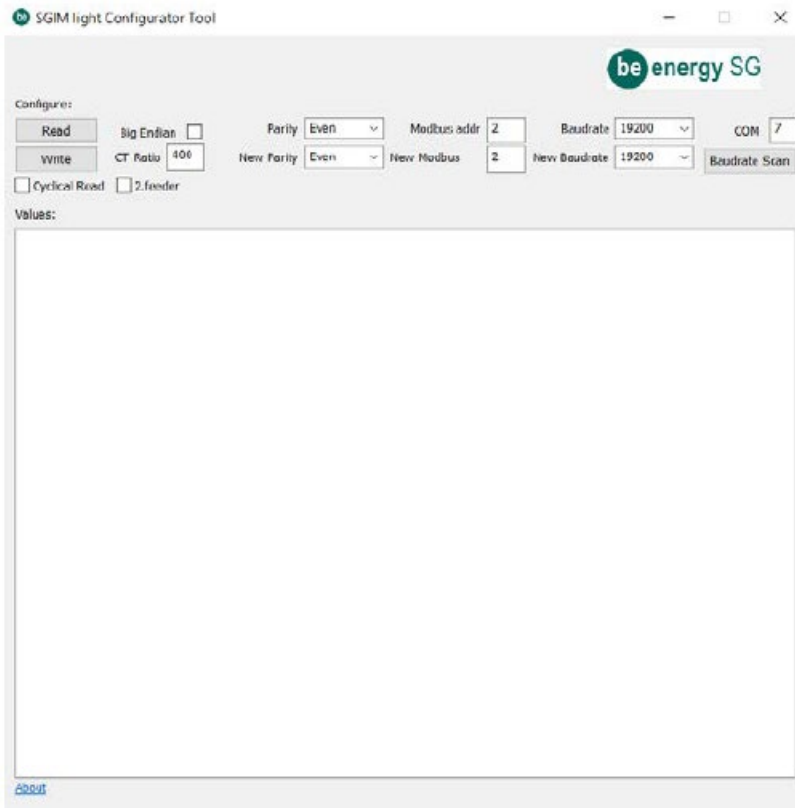 be SGIM light Configurator Tool
be energy SG
Configure:
Read Big Endian Parity Even Modbus addr 2 Baudrate 19200 COM 7
Write CT Ratio 400 New Parity Even New Modbus 2 New Baudrate 19200 Baudrate Scan
Cyclical Read 2.feeder
Values:
About